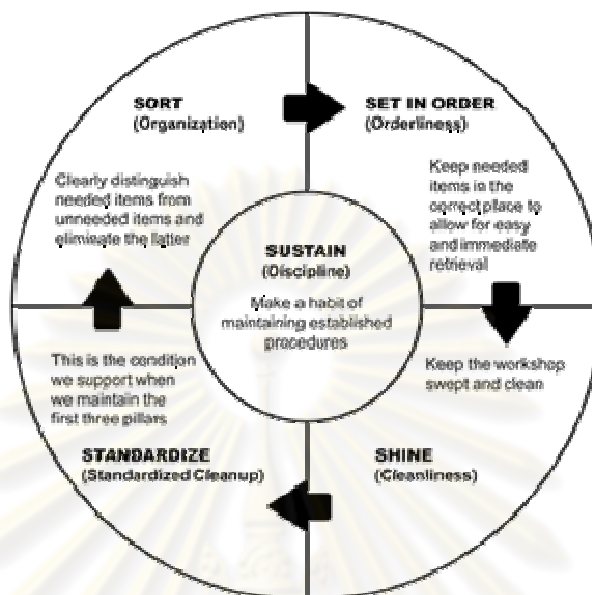 SORT
(Organization)
Clearly distinguish
needed items from
unneeded items and
eliminate the latter
SET IN ORDER
(Orderliness)
Keep needed
items in the
correct place to
allow for easy
and immediate
retrieval
SUSTAIN
(Discipline)
Make a habit of
maintaining established
procedures
This is the condition
we support when
we maintain the
first three pillars
STANDARDIZE
(Standardized Cleanup)
Keep the workshop
swept and clean
SHINE
(Cleanliness)